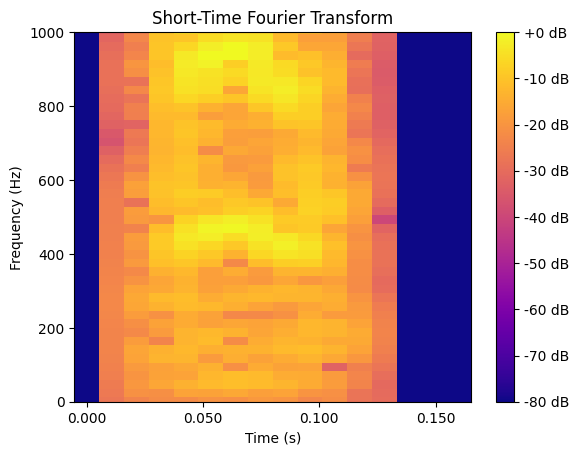 Short-Time Fourier Transform
1000
800
600
400
200
0
Frequency (Hz)
0.000
0.050
0.100
0.150
Time (s)
+0 dB
-10 dB
-20 dB
-30 dB
-40 dB
-50 dB
-60 dB
-70 dB
-80 dB